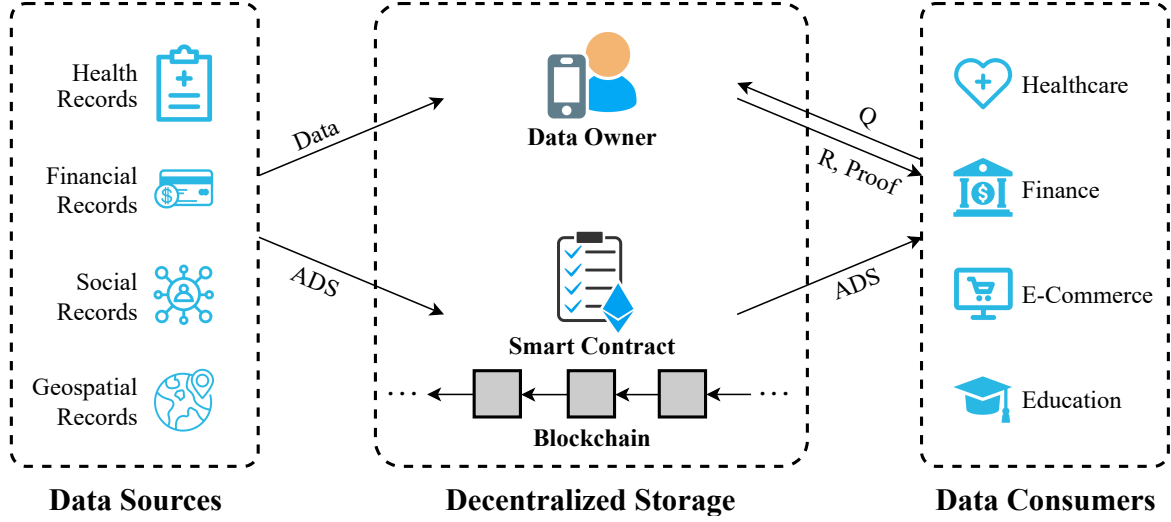 Health
Records
Financial
Records
Social
Records
Geospatial
Records
Data Sources
Data
ADS
Data Owner
Smart Contract
... ...
Blockchain
Decentralized Storage
Q
R, Proof
ADS
Healthcare
Finance
E-Commerce
Education
Data Consumers